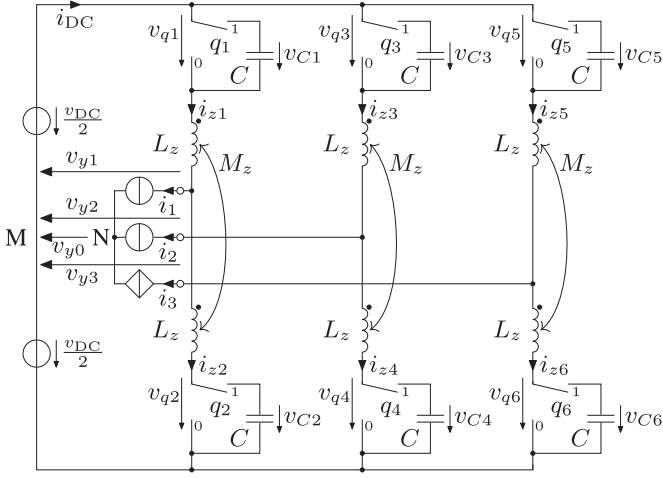 i_DC
v_q1 q_1 1 0 C v_C1
v_q3 q_3 1 0 C v_C3
v_q5 q_5 1 0 C v_C5
v_DC/2
i_z1 i_z3 i_z5
L_z L_z L_z
M_z M_z M_z
v_y1
i_1
v_y2
M v_y0 N i_2
v_y3
i_3
L_z L_z L_z
v_DC/2
i_z2 i_z4 i_z6
v_q2 q_2 1 0 C v_C2
v_q4 q_4 1 0 C v_C4
v_q6 q_6 1 0 C v_C6